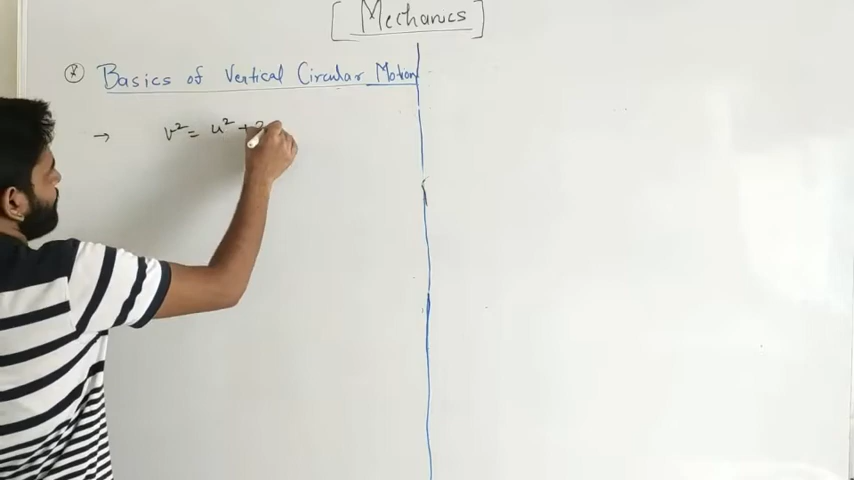 [Mechanics]
* Basics of Vertical Circular Motion
→ v² = u² + 2